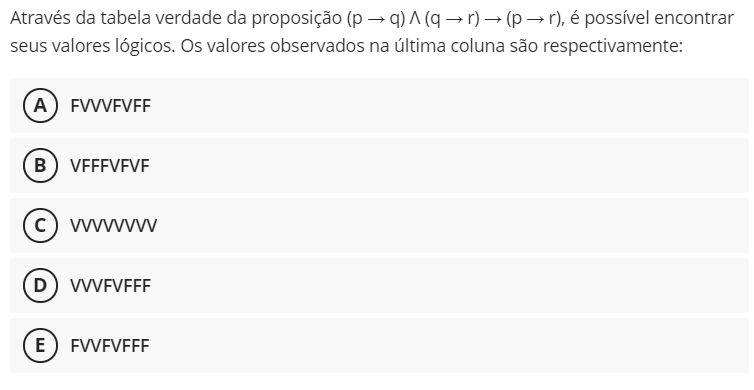 Através da tabela verdade da proposição (p → q) Λ (q → r) → (p → r), é possível encontrar
seus valores lógicos. Os valores observados na última coluna são respectivamente:
A FVVVFVFF
B VFFFVFVF
C VVVVVVVV
D VVVFVFFF
E FVVFVFFF